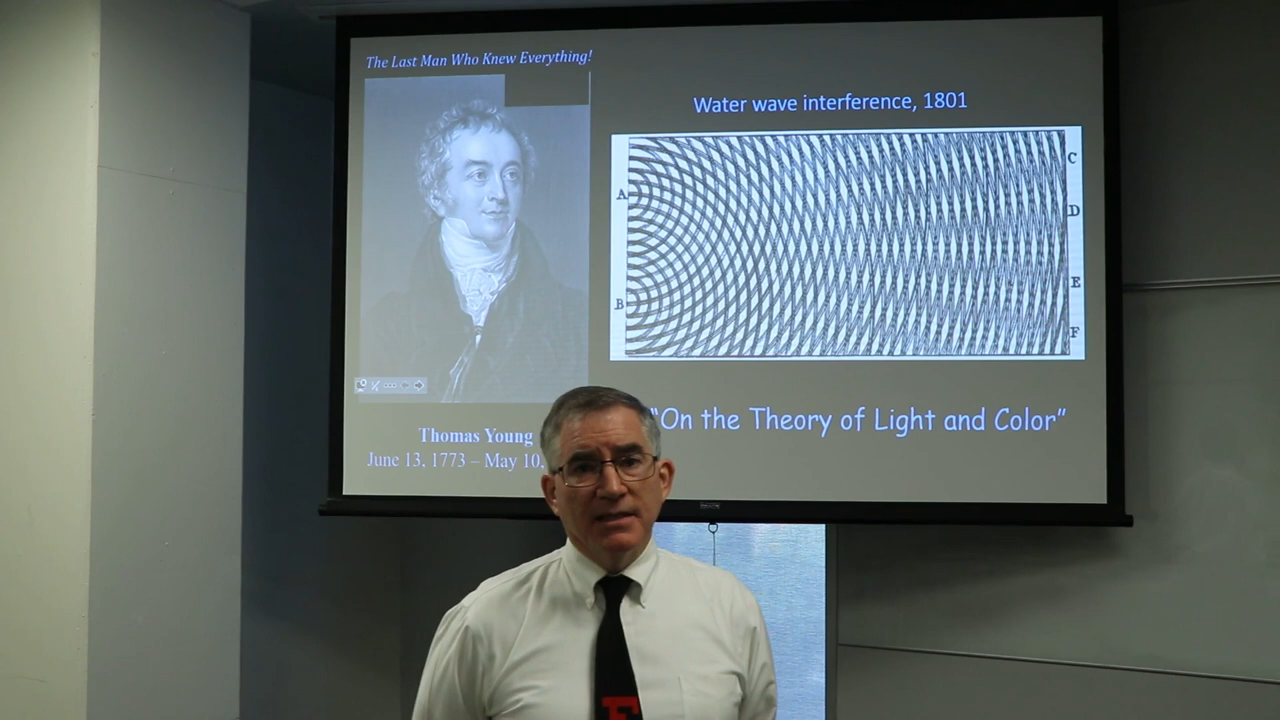 The Last Man Who Knew Everything!
Water wave interference, 1801
A
B
C
D
E
F
"On the Theory of Light and Color"
Thomas Young
June 13, 1773 – May 10,